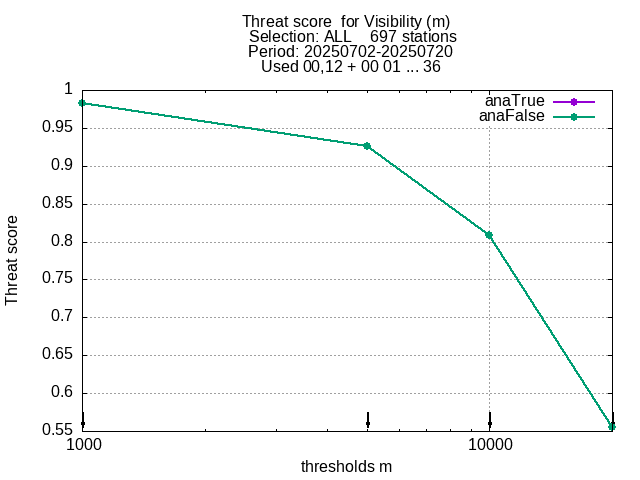 Threat score  for Visibility (m)
Selection: ALL    697 stations
Period: 20250702-20250720
Used 00,12 + 00 01 ... 36
anaTrue
anaFalse
1
0.95
0.9
0.85
0.8
0.75
0.7
0.65
0.6
0.55
Threat score
1000 10000
thresholds m